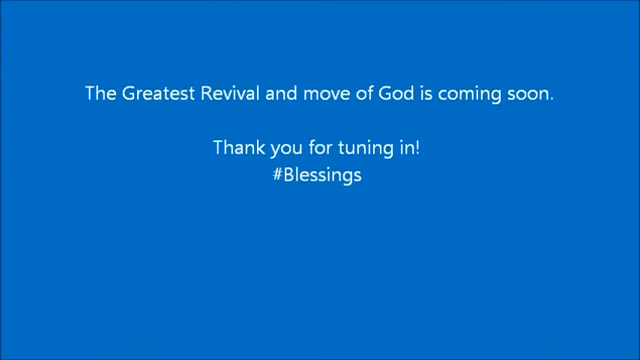 The Greatest Revival and move of God is coming soon.
Thank you for tuning in!
#Blessings